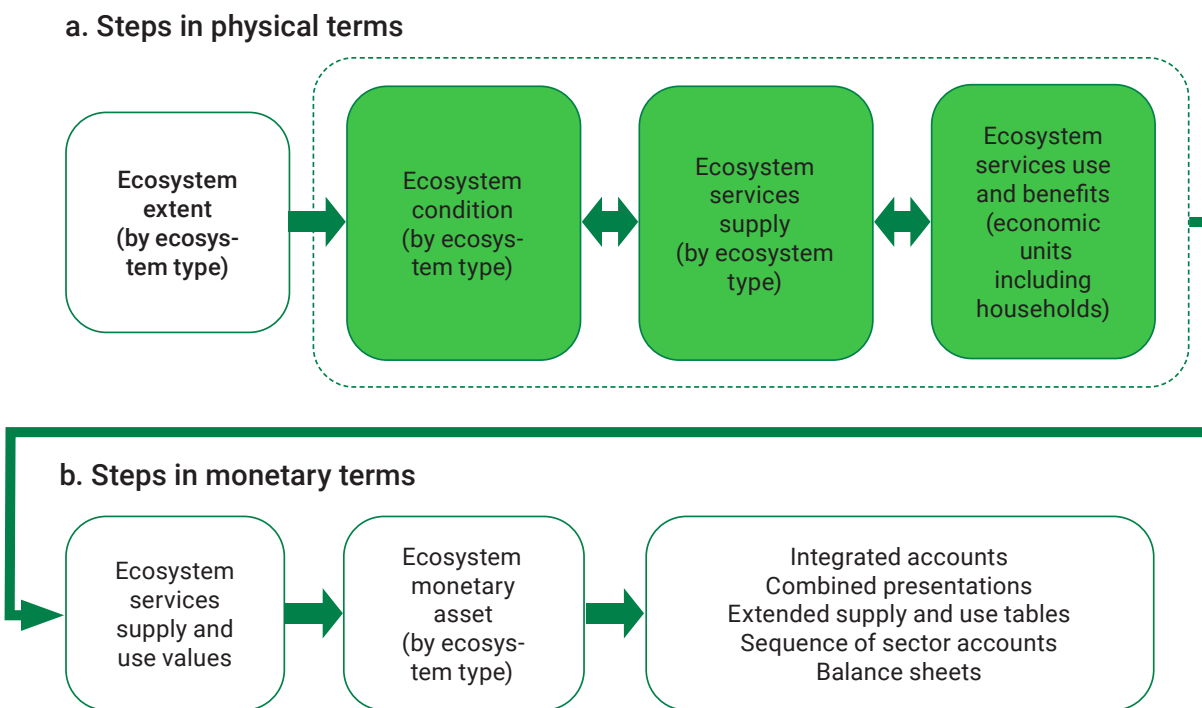 a. Steps in physical terms
Ecosystem
extent
(by ecosys-
tem type)
Ecosystem
condition
(by ecosys-
tem type)
Ecosystem
services
supply
(by ecosystem
type)
Ecosystem
services use
and benefits
(economic
units
including
households)
b. Steps in monetary terms
Ecosystem
services
supply and
use values
Ecosystem
monetary
asset
(by ecosys-
tem type)
Integrated accounts
Combined presentations
Extended supply and use tables
Sequence of sector accounts
Balance sheets